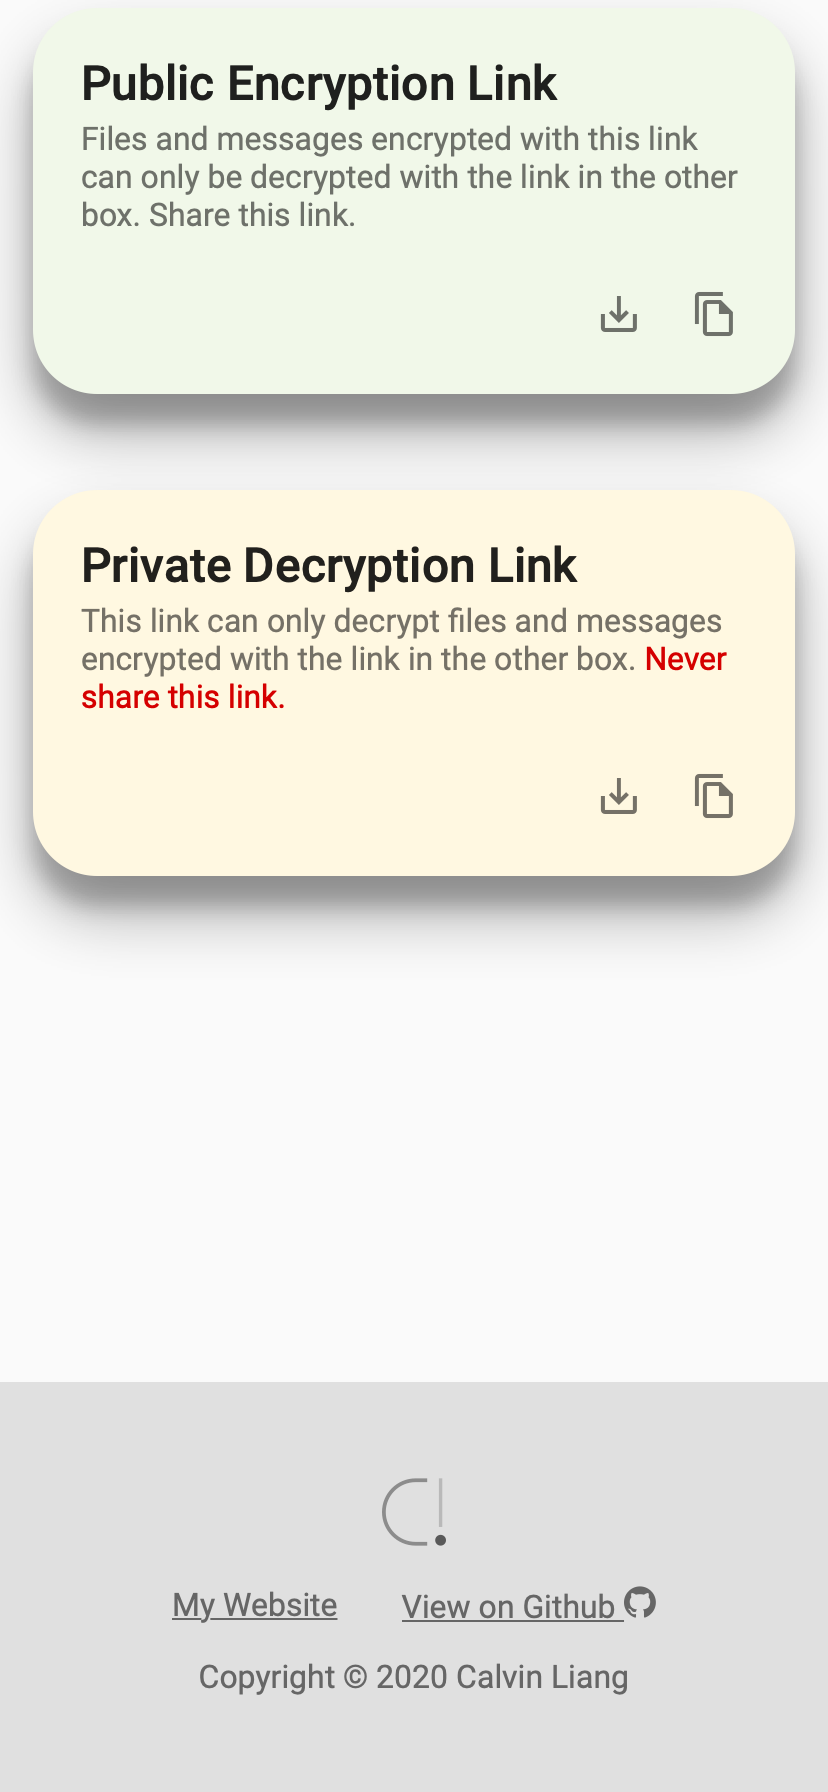 Public Encryption Link
Files and messages encrypted with this link
can only be decrypted with the link in the other
box. Share this link.
Private Decryption Link
This link can only decrypt files and messages
encrypted with the link in the other box. Never
share this link.
My Website View on Github
Copyright © 2020 Calvin Liang